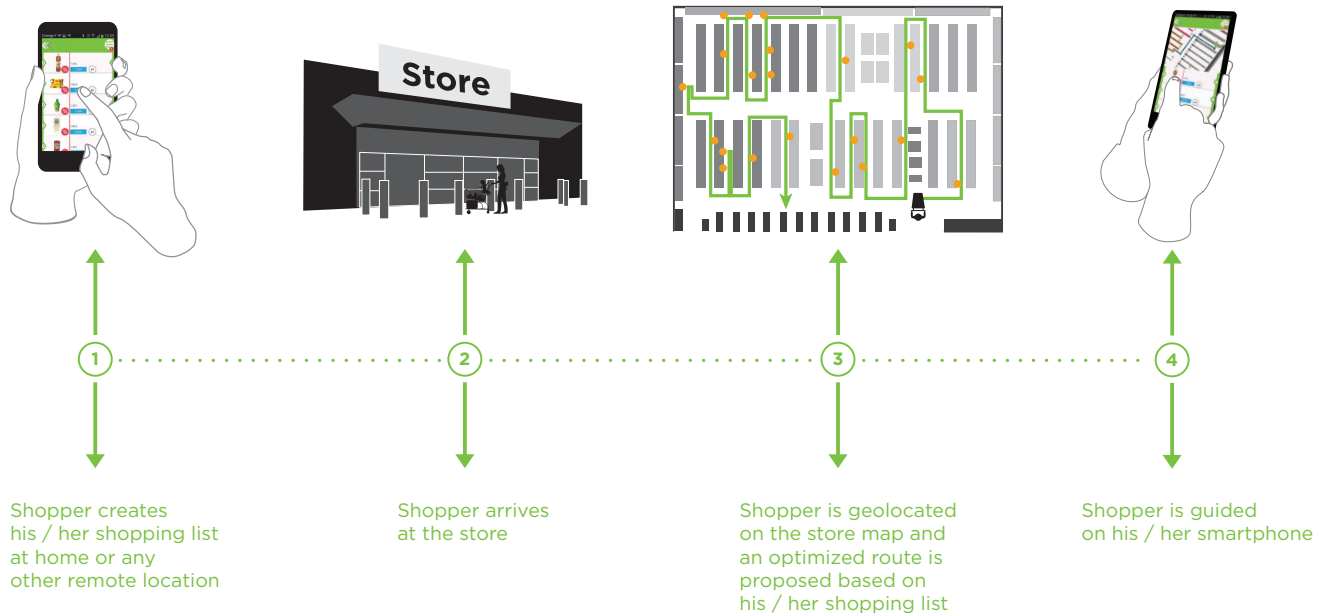 Store
1
2
3
4
Shopper creates
his / her shopping list
at home or any
other remote location
Shopper arrives
at the store
Shopper is geolocated
on the store map and
an optimized route is
proposed based on
his / her shopping list
Shopper is guided
on his / her smartphone